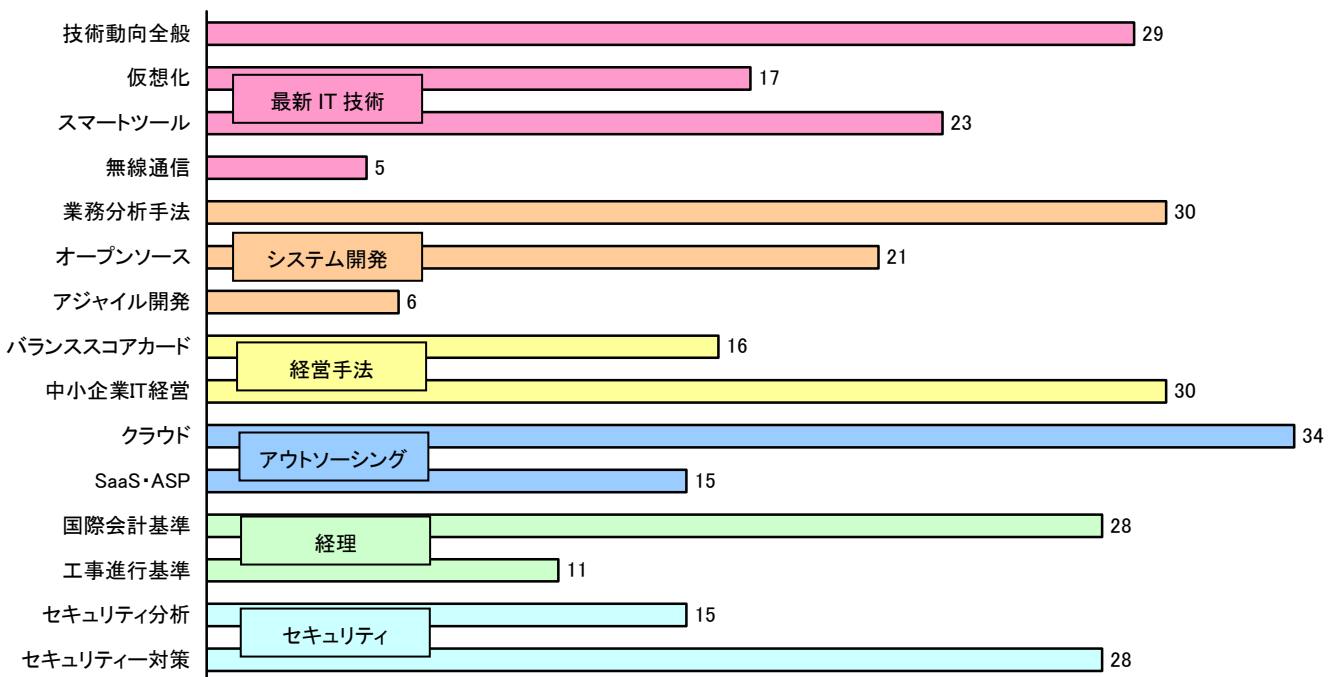 技術動向全般 29
仮想化 17
最新 IT 技術
スマートツール 23
無線通信 5
業務分析手法 30
オープンソース 21
システム開発
アジャイル開発 6
バランススコアカード 16
経営手法
中小企業IT経営 30
クラウド 34
アウトソーシング
SaaS・ASP 15
国際会計基準 28
経理
工事進行基準 11
セキュリティ分析 15
セキュリティ
セキュリティー対策 28